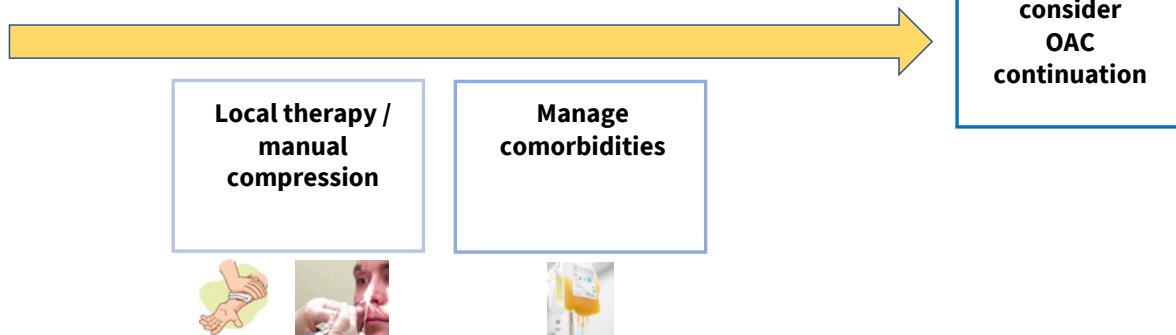 consider
OAC
continuation
Local therapy /
manual
compression
Manage
comorbidities